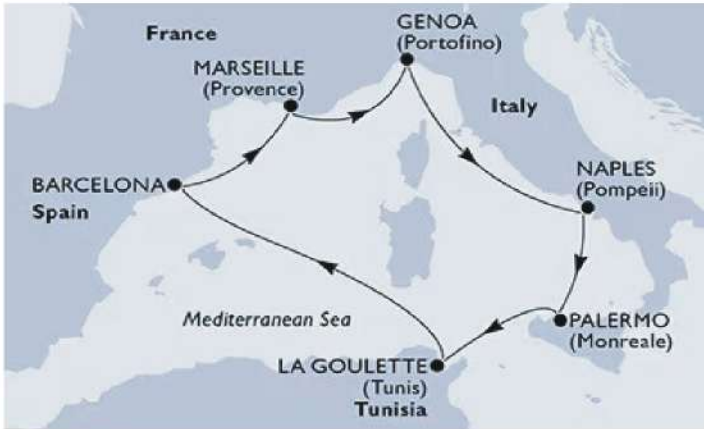 GENOA
(Portofino)
France
MARSEILLE
(Provence)
Italy
NAPLES
(Pompeii)
BARCELONA
Spain
Mediterranean Sea
PALERMO
(Monreale)
LA GOULETTE
(Tunis)
Tunisia